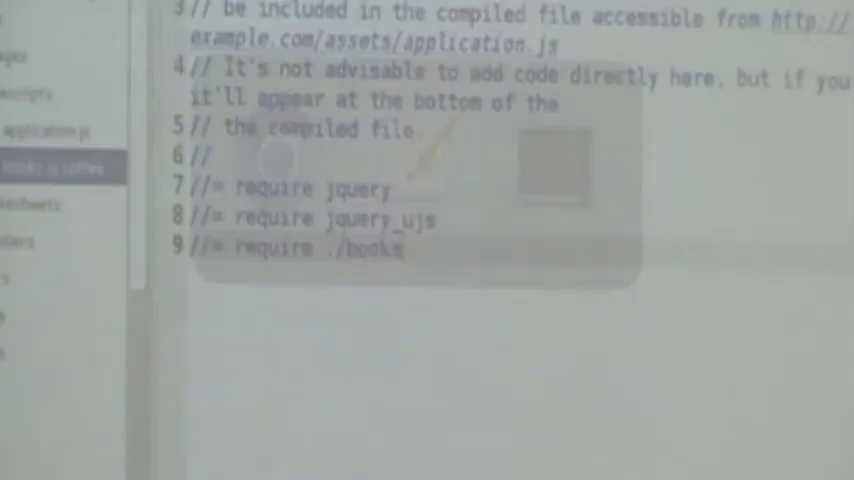 3// be included in the compiled file accessible from http://
example.com/assets/application.js
4// It's not advisable to add code directly here, but if you
it'll appear at the bottom of the
5// the compiled file
6//
7//= require jquery
8//= require jquery_ujs
9//= require ./books
application.js